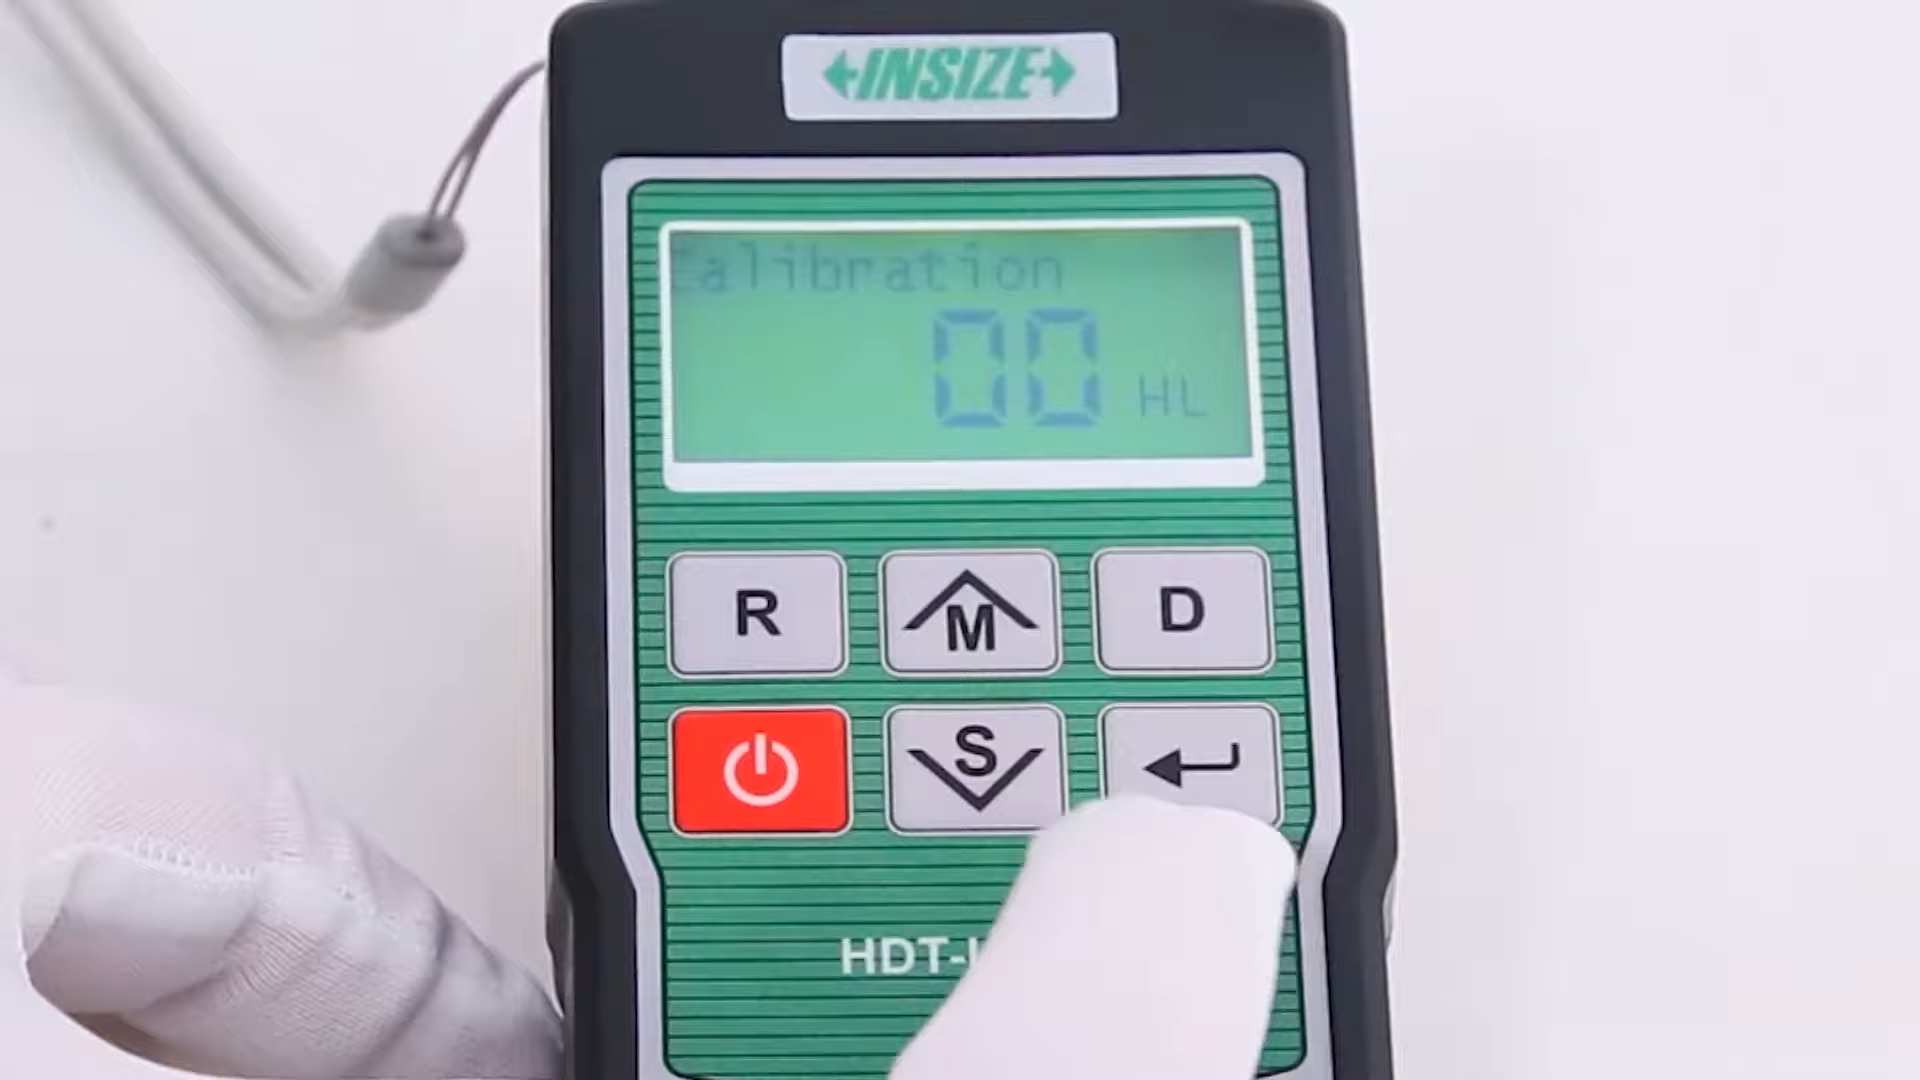 INSIZE
Calibration
00 HL
R M D
S
HDT-